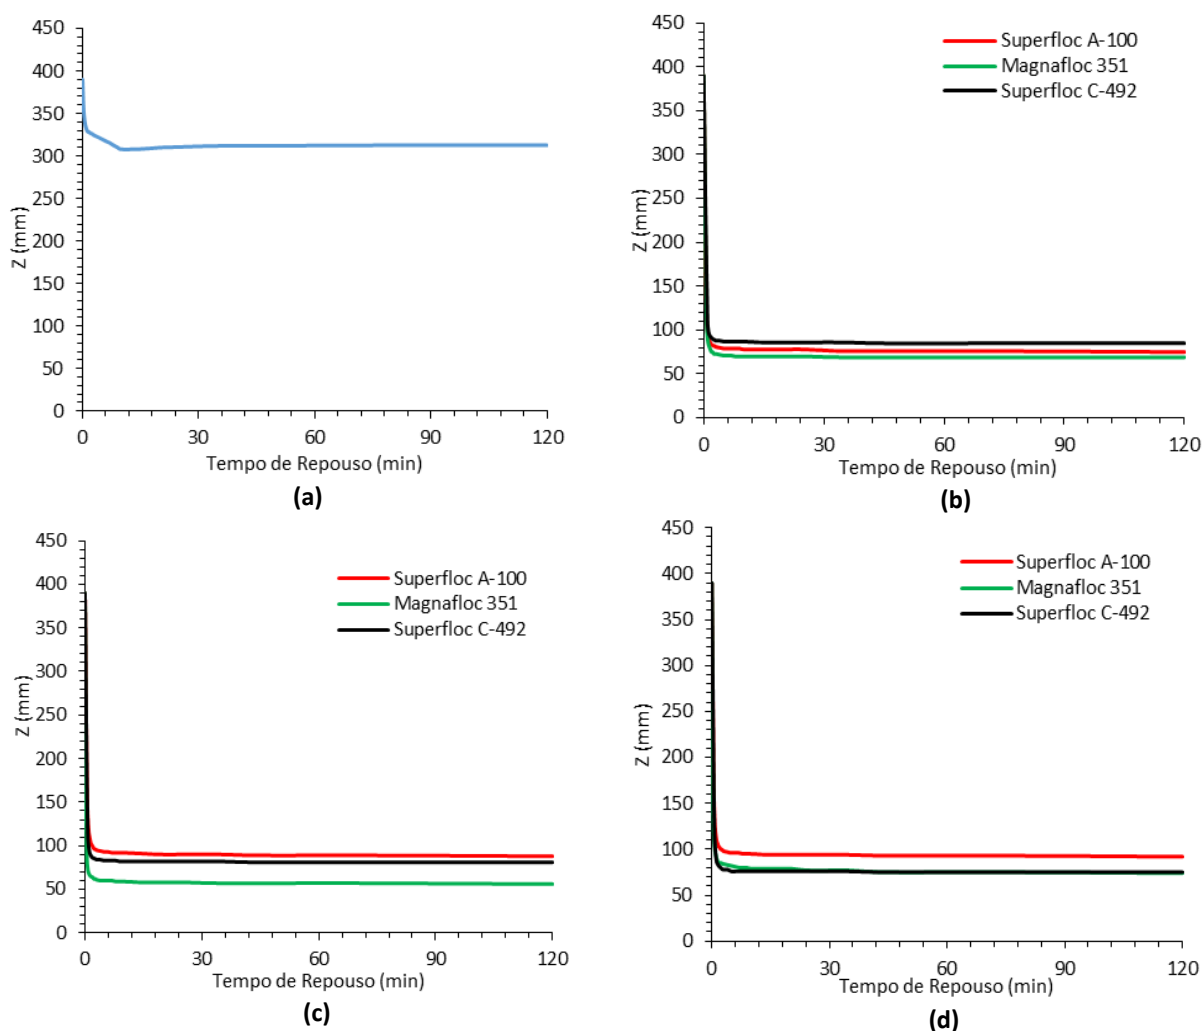 450
400
350
300
250
200
150
100
50
0
Z (mm)
0 30 60 90 120
Tempo de Repouso (min)
(a)
450
400
350
300
250
200
150
100
50
0
Z (mm)
Superfloc A-100
Magnafloc 351
Superfloc C-492
0 30 60 90 120
Tempo de Repouso (min)
(b)
450
400
350
300
250
200
150
100
50
0
Z (mm)
Superfloc A-100
Magnafloc 351
Superfloc C-492
0 30 60 90 120
Tempo de Repouso (min)
(c)
450
400
350
300
250
200
150
100
50
0
Z (mm)
Superfloc A-100
Magnafloc 351
Superfloc C-492
0 30 60 90 120
Tempo de Repouso (min)
(d)